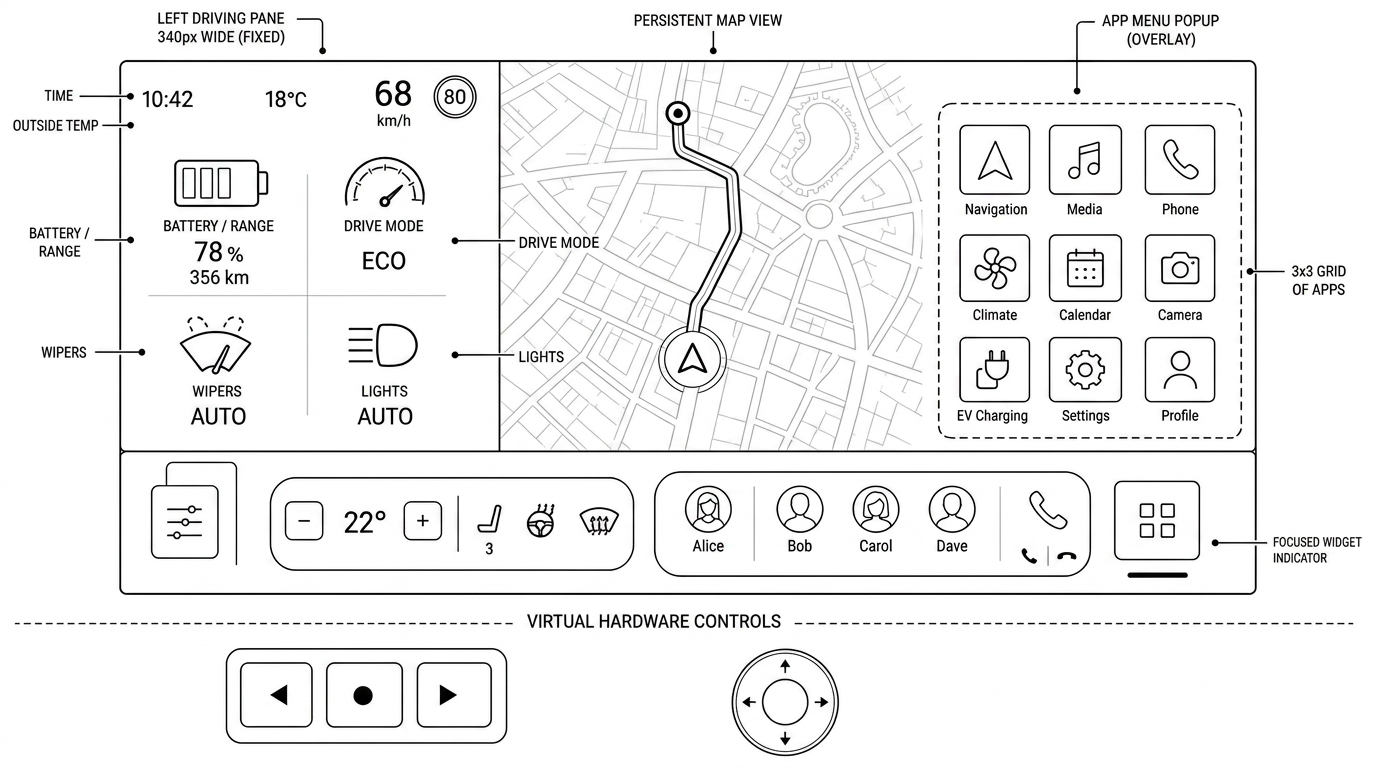 LEFT DRIVING PANE
340px WIDE (FIXED)
PERSISTENT MAP VIEW
APP MENU POPUP
(OVERLAY)
TIME
10:42
18°C
68
km/h
80
OUTSIDE TEMP
BATTERY / RANGE
78 %
356 km
DRIVE MODE
ECO
BATTERY /
RANGE
DRIVE MODE
WIPERS
WIPERS
AUTO
LIGHTS
AUTO
LIGHTS
Navigation
Media
Phone
Climate
Calendar
Camera
EV Charging
Settings
Profile
3x3 GRID
OF APPS
− 22° +
3
Alice
Bob
Carol
Dave
FOCUSED WIDGET
INDICATOR
VIRTUAL HARDWARE CONTROLS